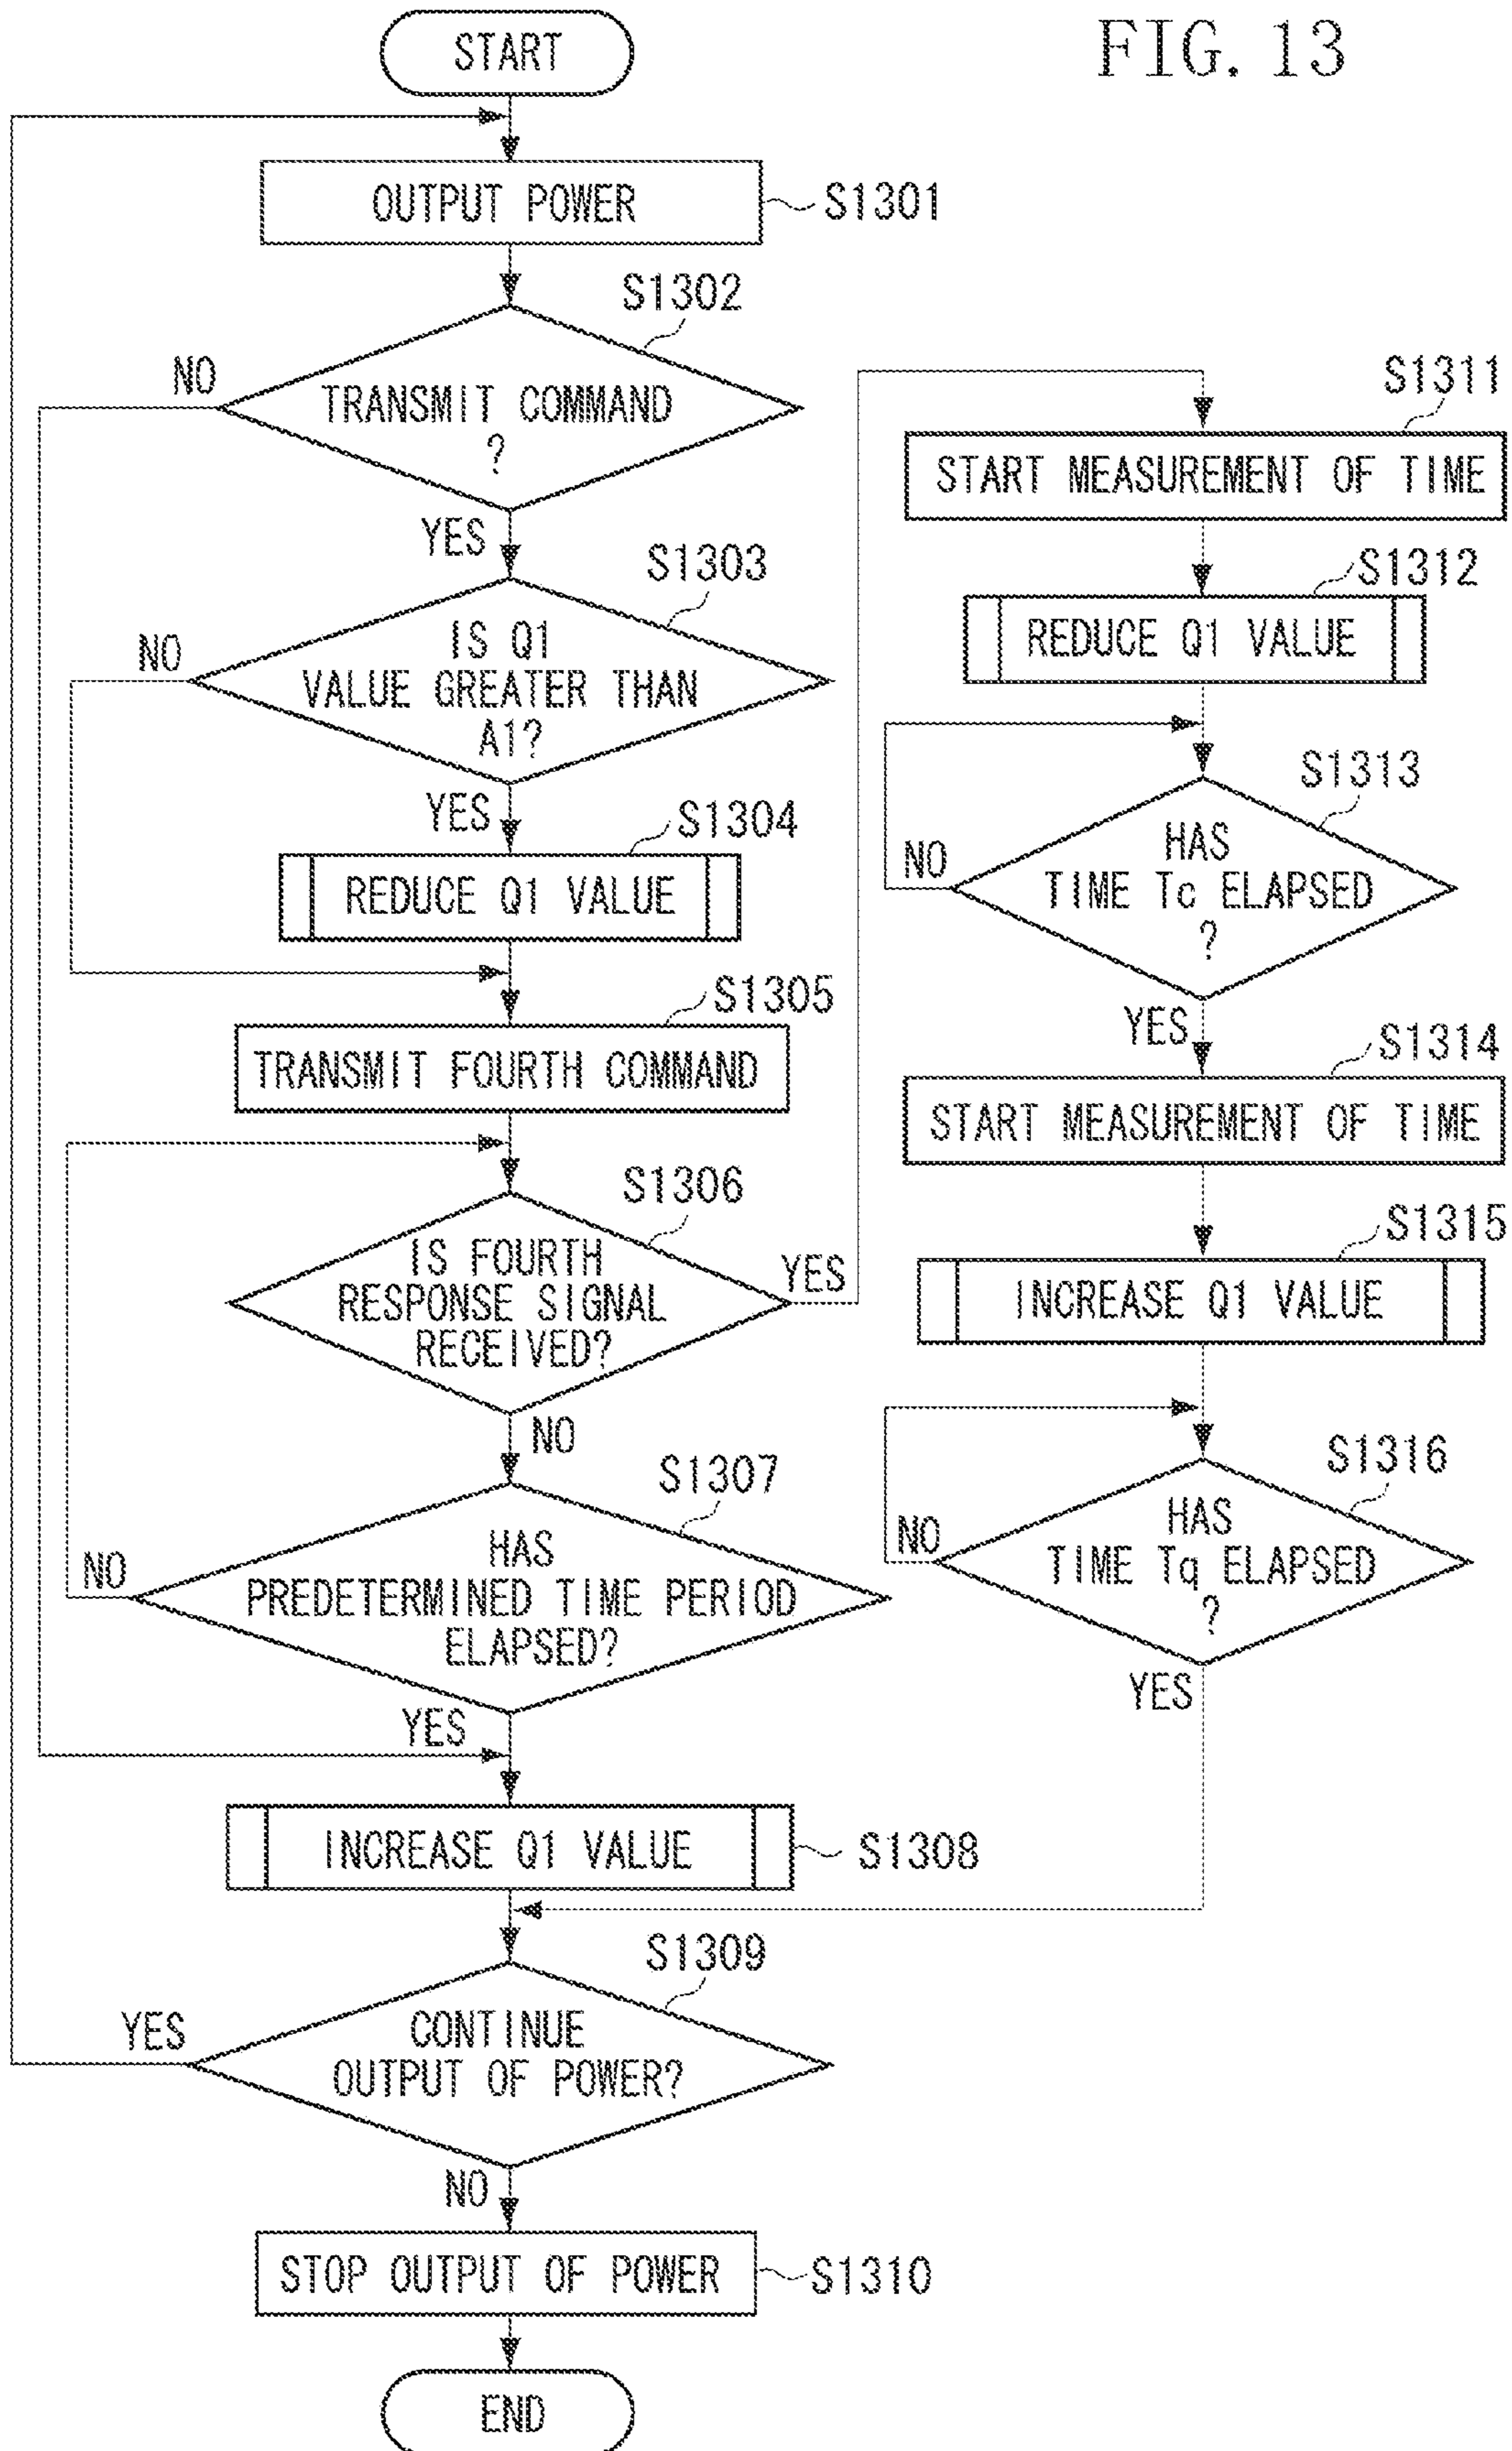 FIG. 13
START
OUTPUT POWER
S1301
S1302
TRANSMIT COMMAND
?
NO
YES
S1303
IS Q1
VALUE GREATER THAN
A1?
NO
YES
S1304
REDUCE Q1 VALUE
S1305
TRANSMIT FOURTH COMMAND
S1306
IS FOURTH
RESPONSE SIGNAL
RECEIVED?
YES
NO
S1307
HAS
PREDETERMINED TIME PERIOD
ELAPSED?
NO
YES
INCREASE Q1 VALUE
S1308
S1309
CONTINUE
OUTPUT OF POWER?
YES
NO
STOP OUTPUT OF POWER
S1310
END
S1311
START MEASUREMENT OF TIME
S1312
REDUCE Q1 VALUE
S1313
HAS
TIME Tc ELAPSED
?
NO
YES
S1314
START MEASUREMENT OF TIME
S1315
INCREASE Q1 VALUE
S1316
HAS
TIME Tq ELAPSED
?
NO
YES